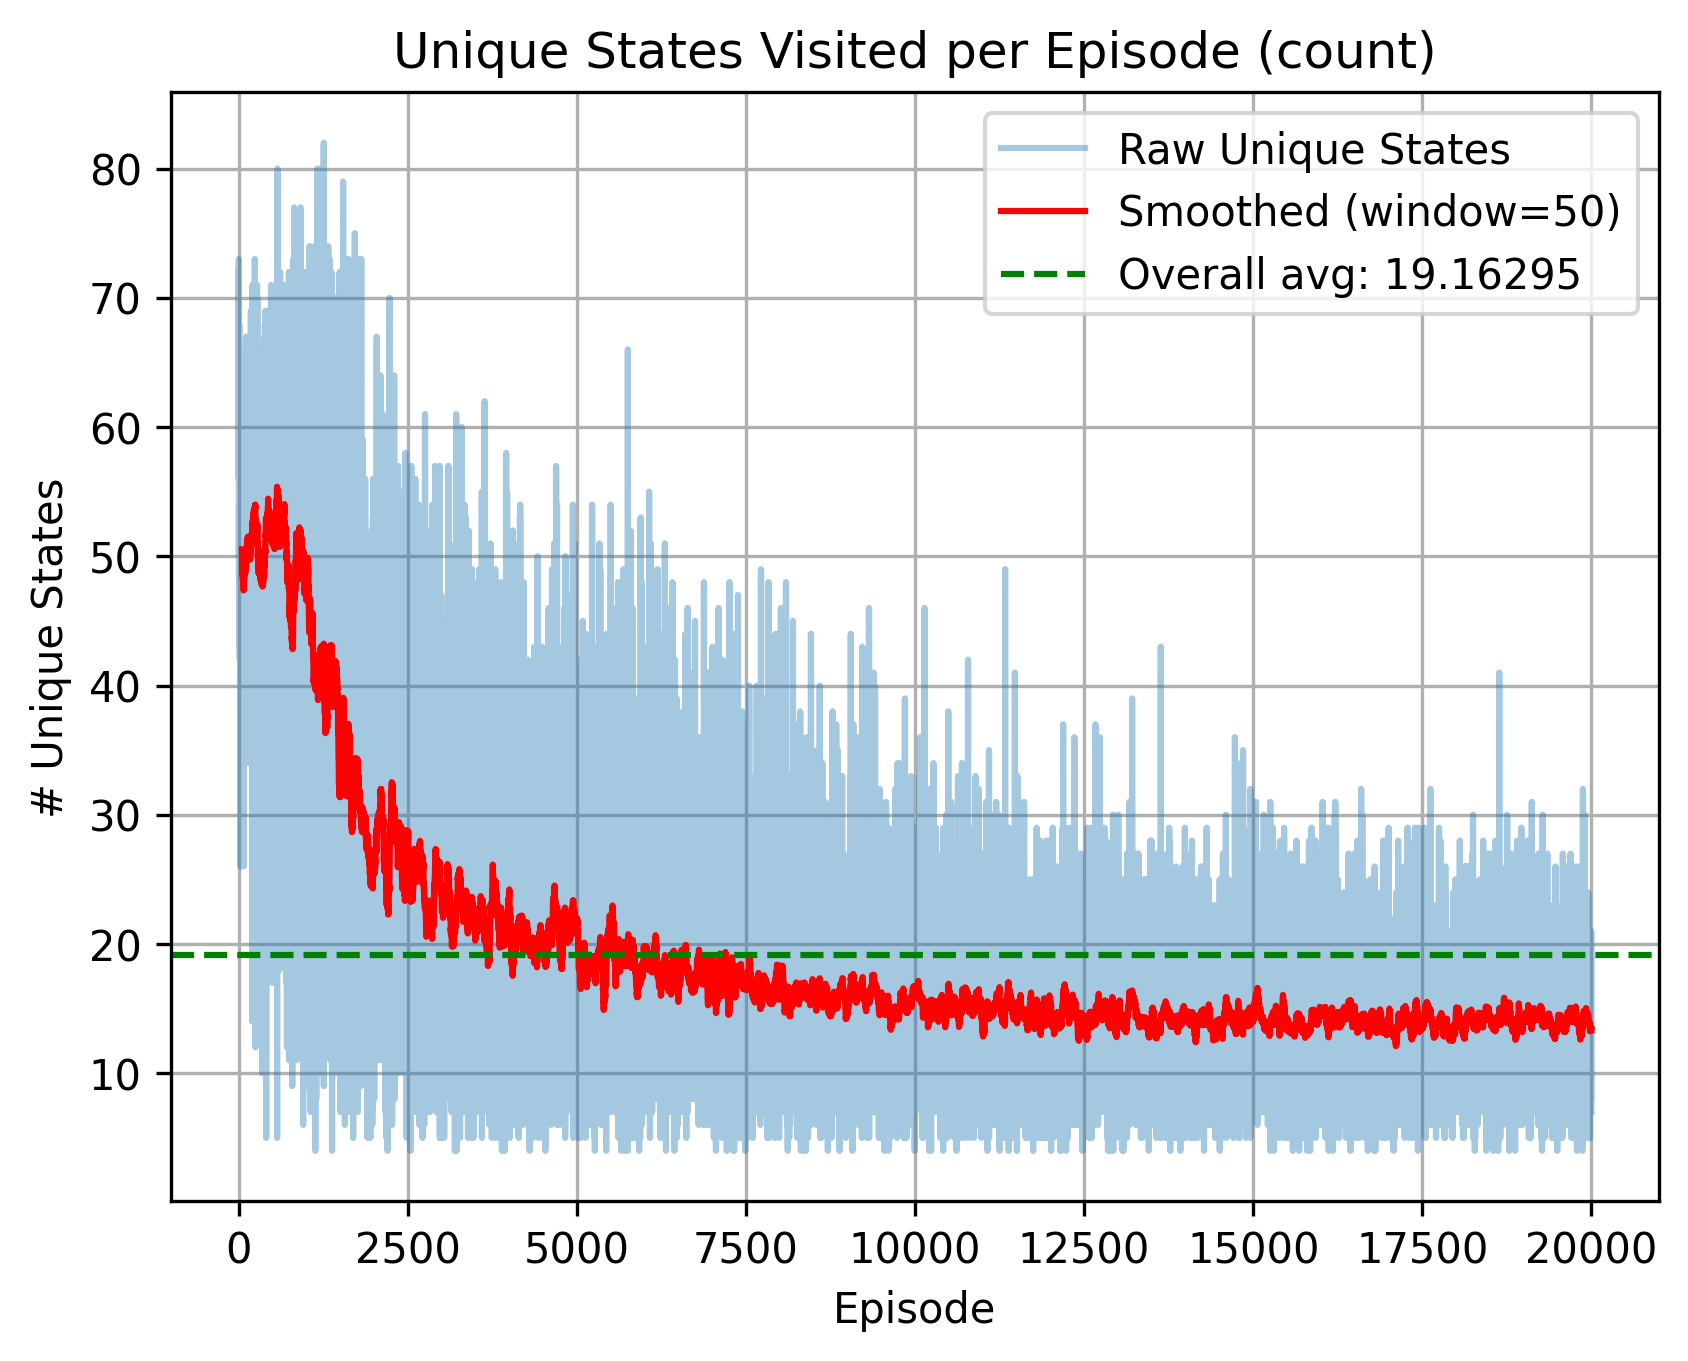 Unique States Visited per Episode (count)
Raw Unique States
Smoothed (window=50)
Overall avg: 19.16295
# Unique States
80
70
60
50
40
30
20
10
0 2500 5000 7500 10000 12500 15000 17500 20000
Episode